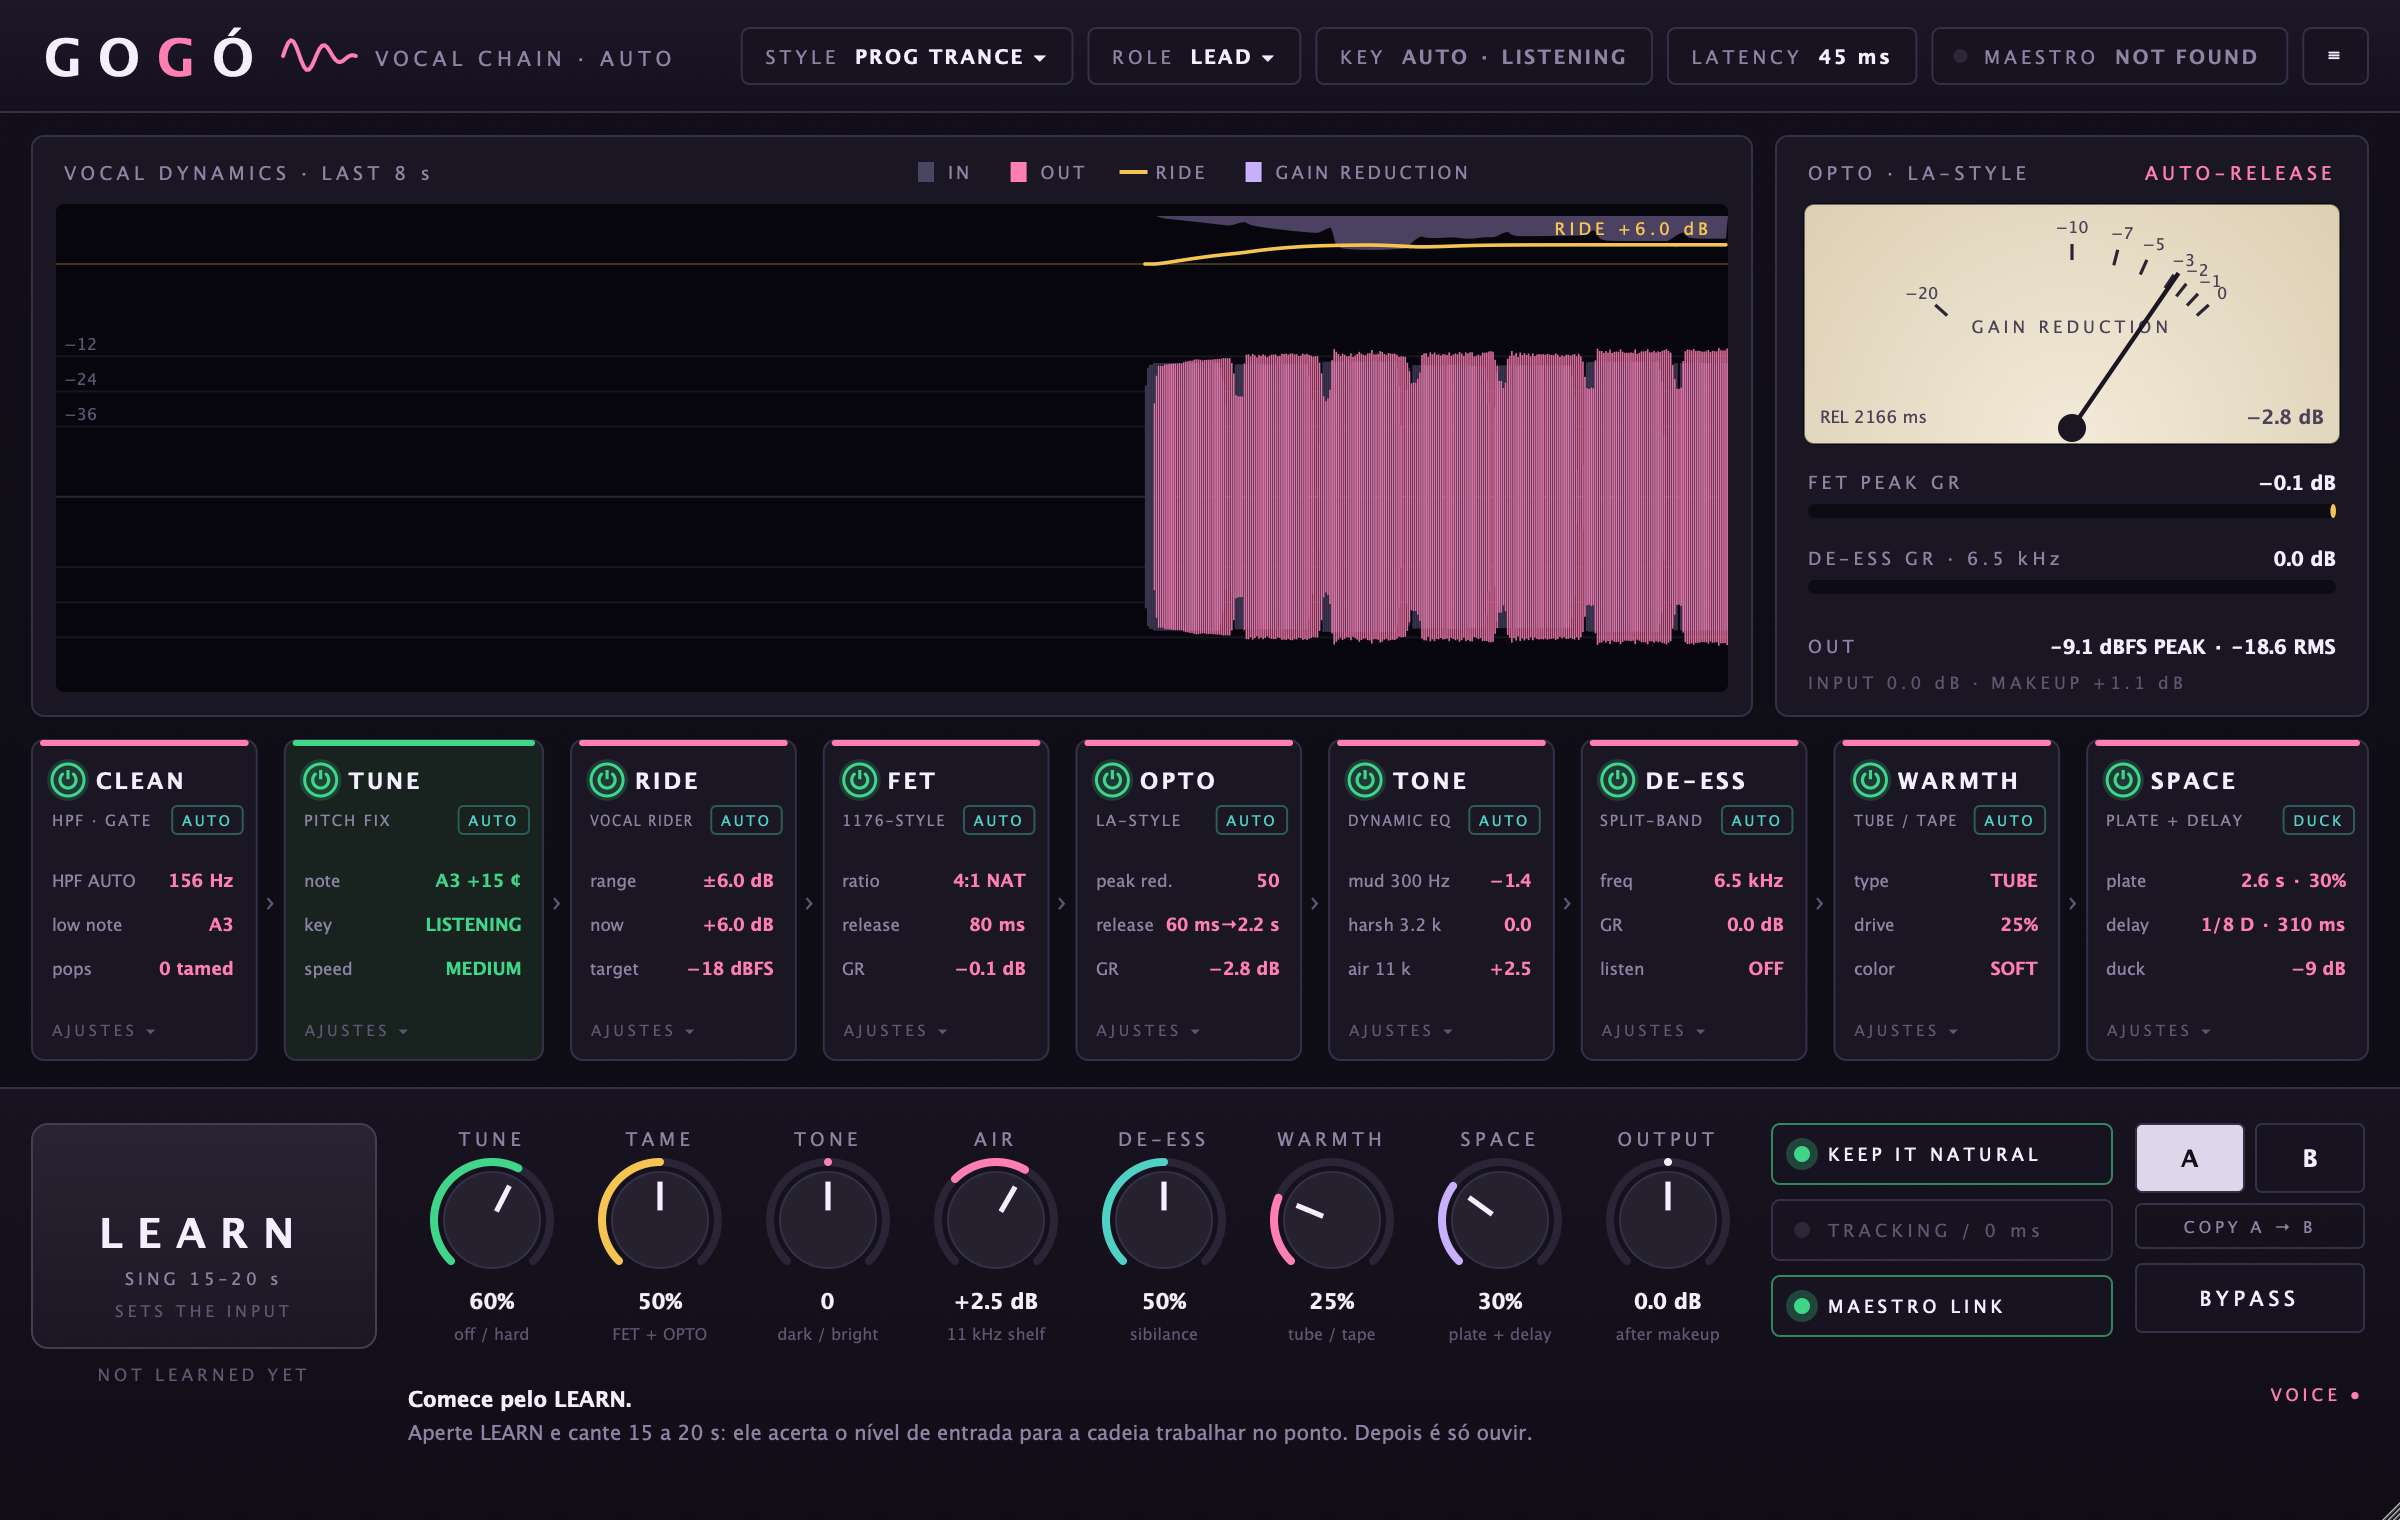 GOGÓ VOCAL CHAIN · AUTO
STYLE PROG TRANCE
ROLE LEAD
KEY AUTO · LISTENING
LATENCY 45 ms
MAESTRO NOT FOUND
VOCAL DYNAMICS · LAST 8 s
IN
OUT
RIDE
GAIN REDUCTION
RIDE +6.0 dB
−12
−24
−36
OPTO · LA-STYLE
AUTO-RELEASE
−20
−10
−7
−5
−3
−2
−1
0
GAIN REDUCTION
REL 2166 ms
−2.8 dB
FET PEAK GR −0.1 dB
DE-ESS GR · 6.5 kHz 0.0 dB
OUT −9.1 dBFS PEAK · −18.6 RMS
INPUT 0.0 dB · MAKEUP +1.1 dB
CLEAN
HPF · GATE AUTO
HPF AUTO 156 Hz
low note A3
pops 0 tamed
AJUSTES
TUNE
PITCH FIX AUTO
note A3 +15 ¢
key LISTENING
speed MEDIUM
AJUSTES
RIDE
VOCAL RIDER AUTO
range ±6.0 dB
now +6.0 dB
target −18 dBFS
AJUSTES
FET
1176-STYLE AUTO
ratio 4:1 NAT
release 80 ms
GR −0.1 dB
AJUSTES
OPTO
LA-STYLE AUTO
peak red. 50
release 60 ms→2.2 s
GR −2.8 dB
AJUSTES
TONE
DYNAMIC EQ AUTO
mud 300 Hz −1.4
harsh 3.2 k 0.0
air 11 k +2.5
AJUSTES
DE-ESS
SPLIT-BAND AUTO
freq 6.5 kHz
GR 0.0 dB
listen OFF
AJUSTES
WARMTH
TUBE / TAPE AUTO
type TUBE
drive 25%
color SOFT
AJUSTES
SPACE
PLATE + DELAY DUCK
plate 2.6 s · 30%
delay 1/8 D · 310 ms
duck −9 dB
AJUSTES
LEARN
SING 15-20 s
SETS THE INPUT
NOT LEARNED YET
TUNE
60%
off / hard
TAME
50%
FET + OPTO
TONE
0
dark / bright
AIR
+2.5 dB
11 kHz shelf
DE-ESS
50%
sibilance
WARMTH
25%
tube / tape
SPACE
30%
plate + delay
OUTPUT
0.0 dB
after makeup
KEEP IT NATURAL
TRACKING / 0 ms
MAESTRO LINK
A
B
COPY A → B
BYPASS
Comece pelo LEARN.
Aperte LEARN e cante 15 a 20 s: ele acerta o nível de entrada para a cadeia trabalhar no ponto. Depois é só ouvir.
VOICE